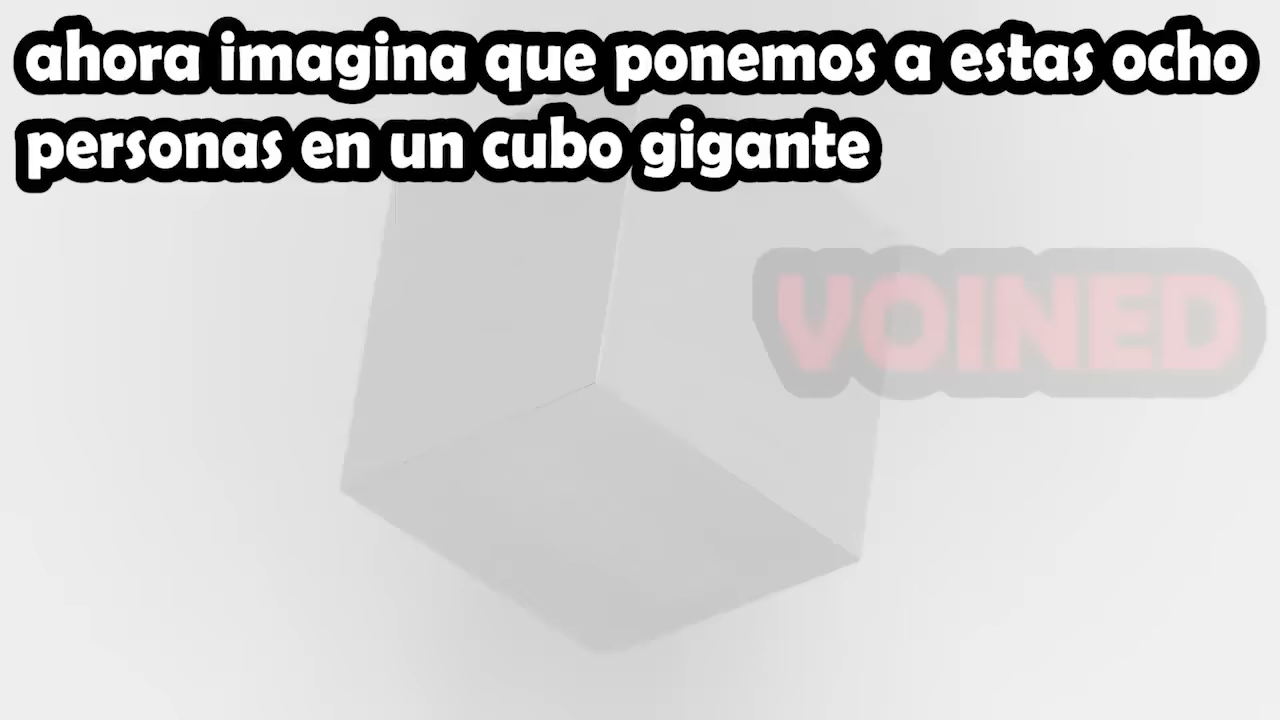 ahora imagina que ponemos a estas ocho
personas en un cubo gigante
VOINED